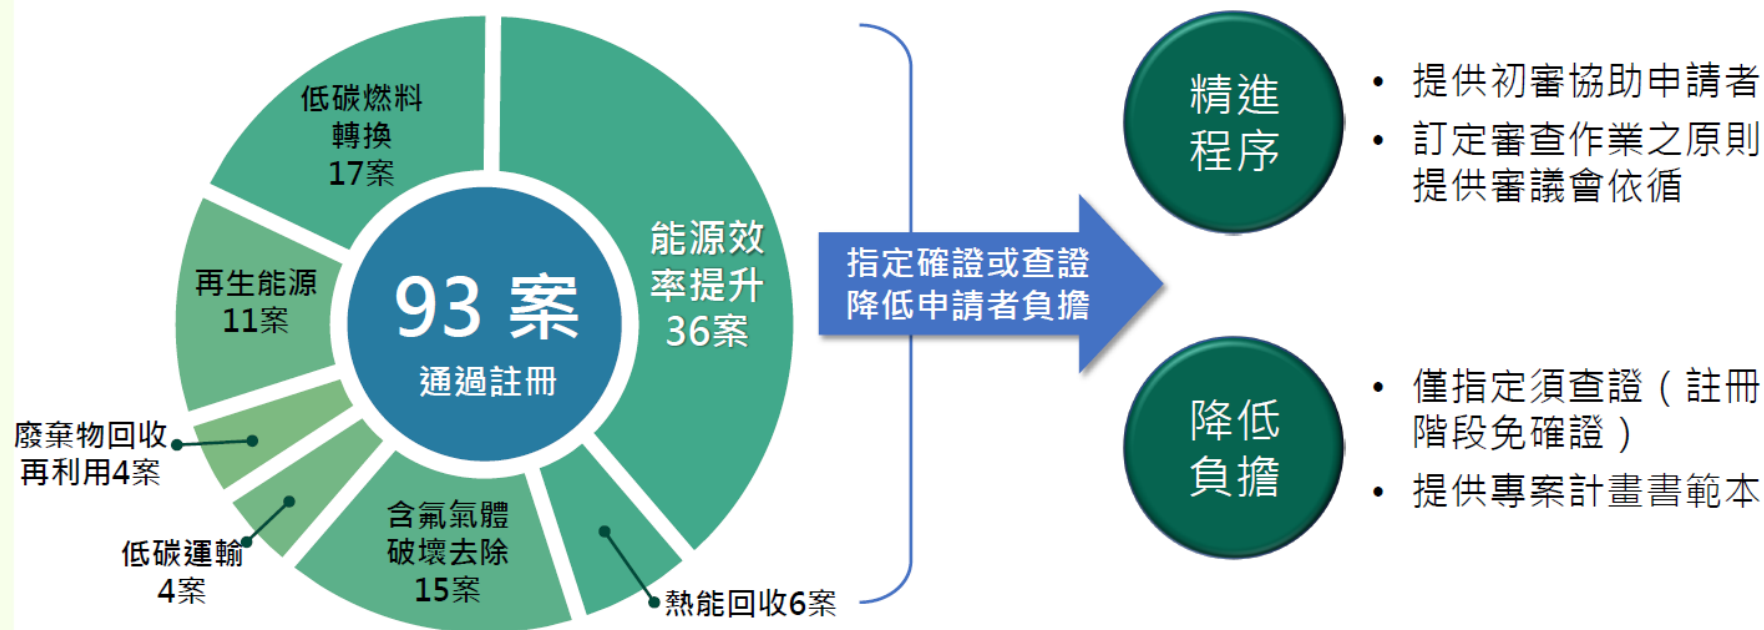 低碳燃料
轉換
17案
能源效
率提升
36案
再生能源
11案
93 案
通過註冊
廢棄物回收
再利用4案
低碳運輸
4案
含氟氣體
破壞去除
15案
熱能回收6案
指定確證或查證
降低申請者負擔
精進
程序
• 提供初審協助申請者
• 訂定審查作業之原則
提供審議會依循
降低
負擔
• 僅指定須查證（註冊
階段免確證）
• 提供專案計畫書範本